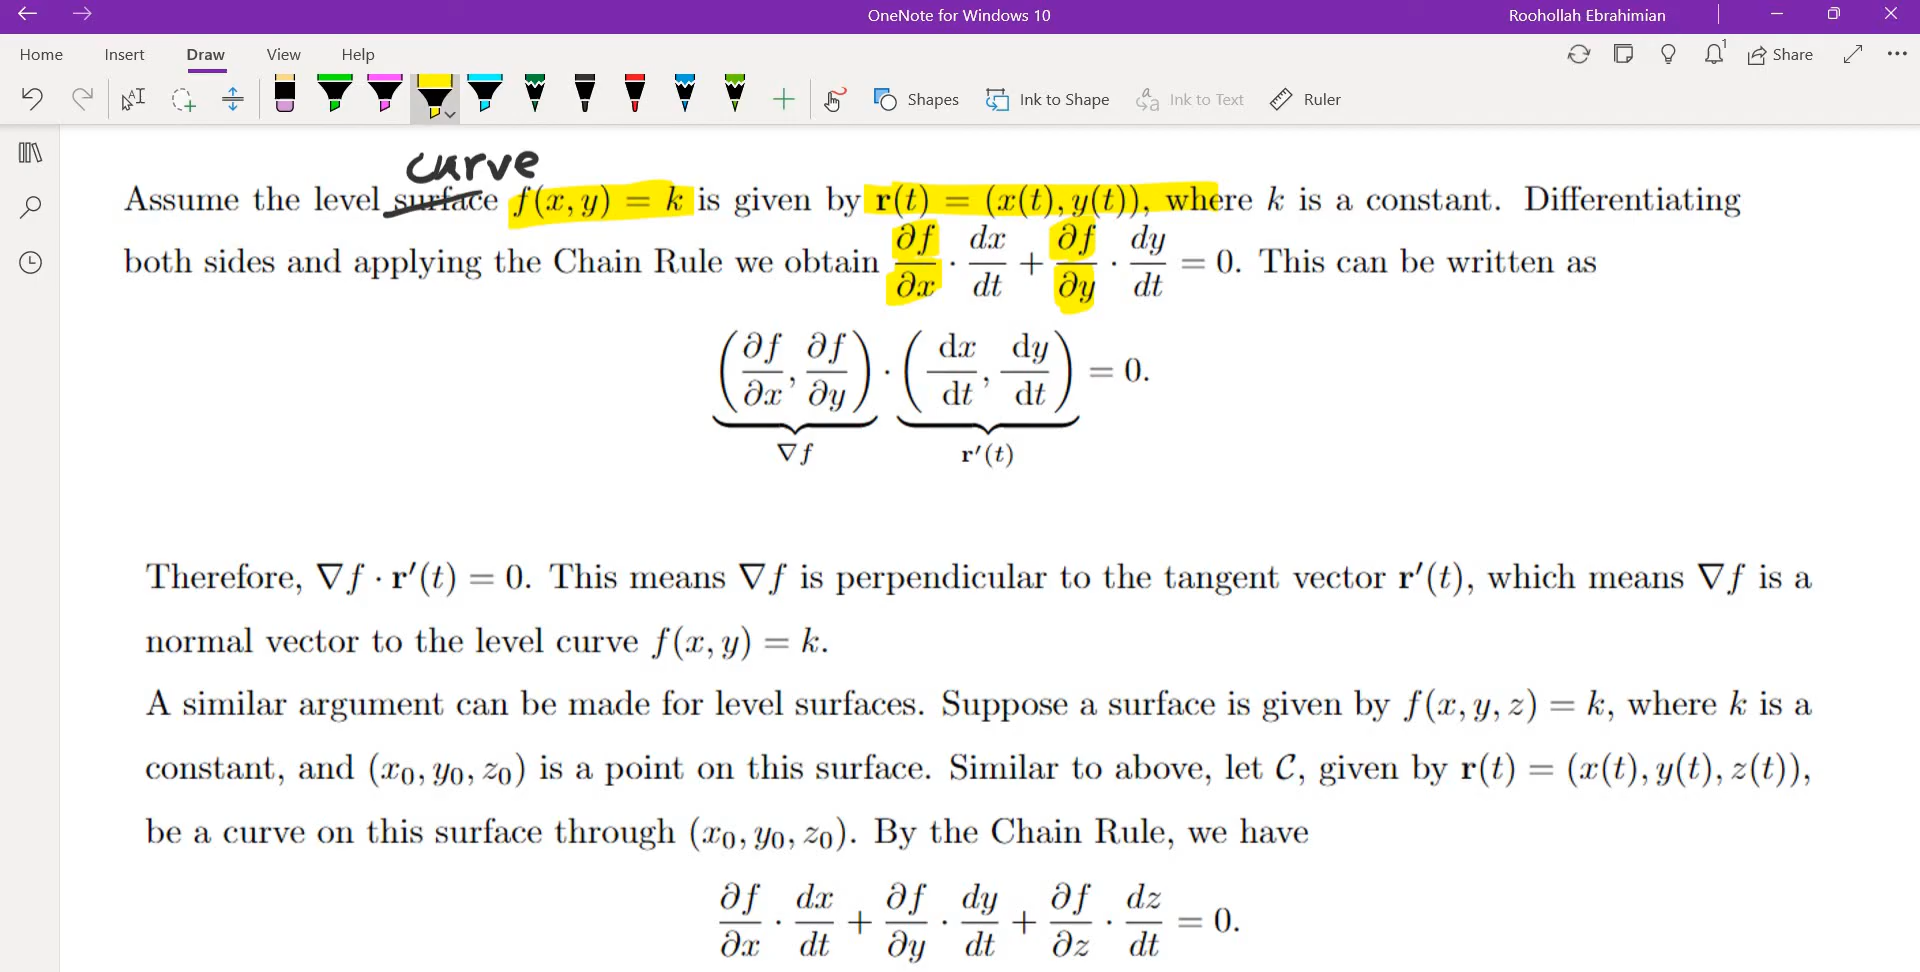 OneNote for Windows 10
Roohollah Ebrahimian
Home Insert Draw View Help
1 Share
Shapes Ink to Shape Ink to Text Ruler
curve
Assume the level surface f(x, y) = k is given by r(t) = (x(t), y(t)), where k is a constant. Differentiating
both sides and applying the Chain Rule we obtain ∂f/∂x · dx/dt + ∂f/∂y · dy/dt = 0. This can be written as
(∂f/∂x, ∂f/∂y) · (dx/dt, dy/dt) = 0.
∇f r′(t)
Therefore, ∇f · r′(t) = 0. This means ∇f is perpendicular to the tangent vector r′(t), which means ∇f is a
normal vector to the level curve f(x, y) = k.
A similar argument can be made for level surfaces. Suppose a surface is given by f(x, y, z) = k, where k is a
constant, and (x₀, y₀, z₀) is a point on this surface. Similar to above, let 𝒞, given by r(t) = (x(t), y(t), z(t)),
be a curve on this surface through (x₀, y₀, z₀). By the Chain Rule, we have
∂f/∂x · dx/dt + ∂f/∂y · dy/dt + ∂f/∂z · dz/dt = 0.